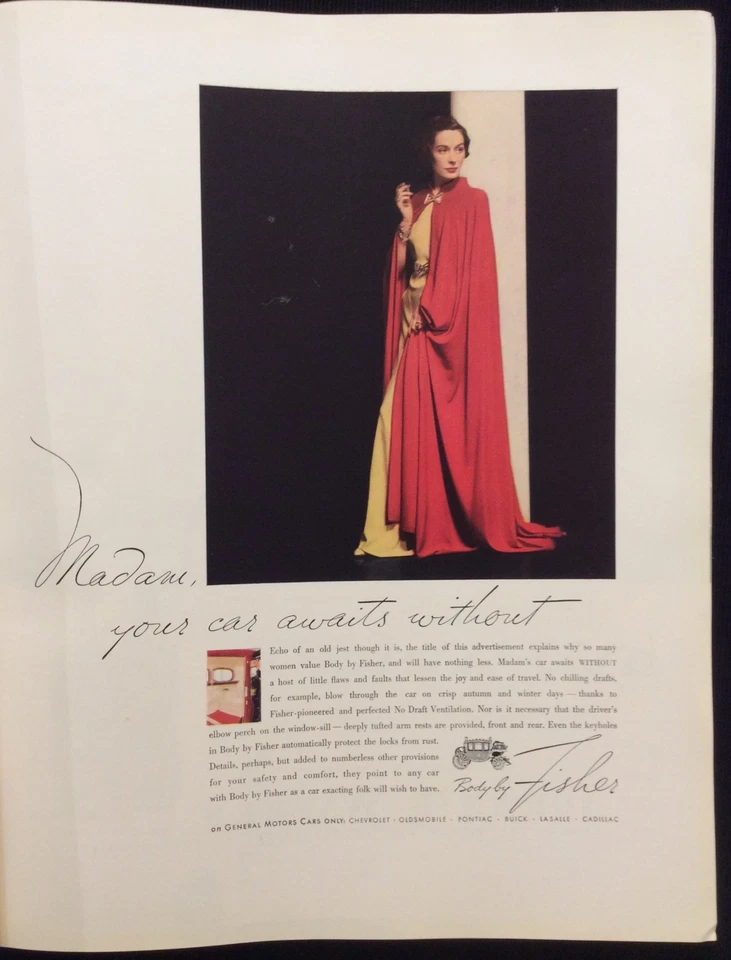 Madam,
your car awaits without
Echo of an old jest though it is, the title of this advertisement explains why so many
women value Body by Fisher, and will have nothing less. Madam's car awaits WITHOUT
a host of little flaws and faults that lessen the joy and ease of travel. No chilling drafts,
for example, blow through the car on crisp autumn and winter days — thanks to
Fisher-pioneered and perfected No Draft Ventilation. Nor is it necessary that the driver's
elbow perch on the window-sill — deeply tufted arm rests are provided, front and rear. Even the keyholes
in Body by Fisher automatically protect the locks from rust.
Details, perhaps, but added to numberless other provisions
for your safety and comfort, they point to any car
with Body by Fisher as a car exacting folk will wish to have.
Body by Fisher
on GENERAL MOTORS CARS ONLY: CHEVROLET · OLDSMOBILE · PONTIAC · BUICK · LASALLE · CADILLAC